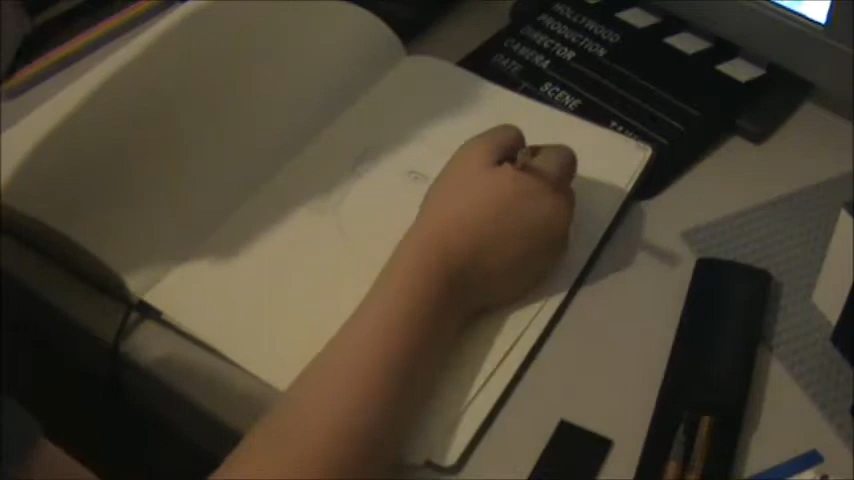 HOLLYWOOD
PRODUCTION
DIRECTOR
CAMERA
DATE
SCENE